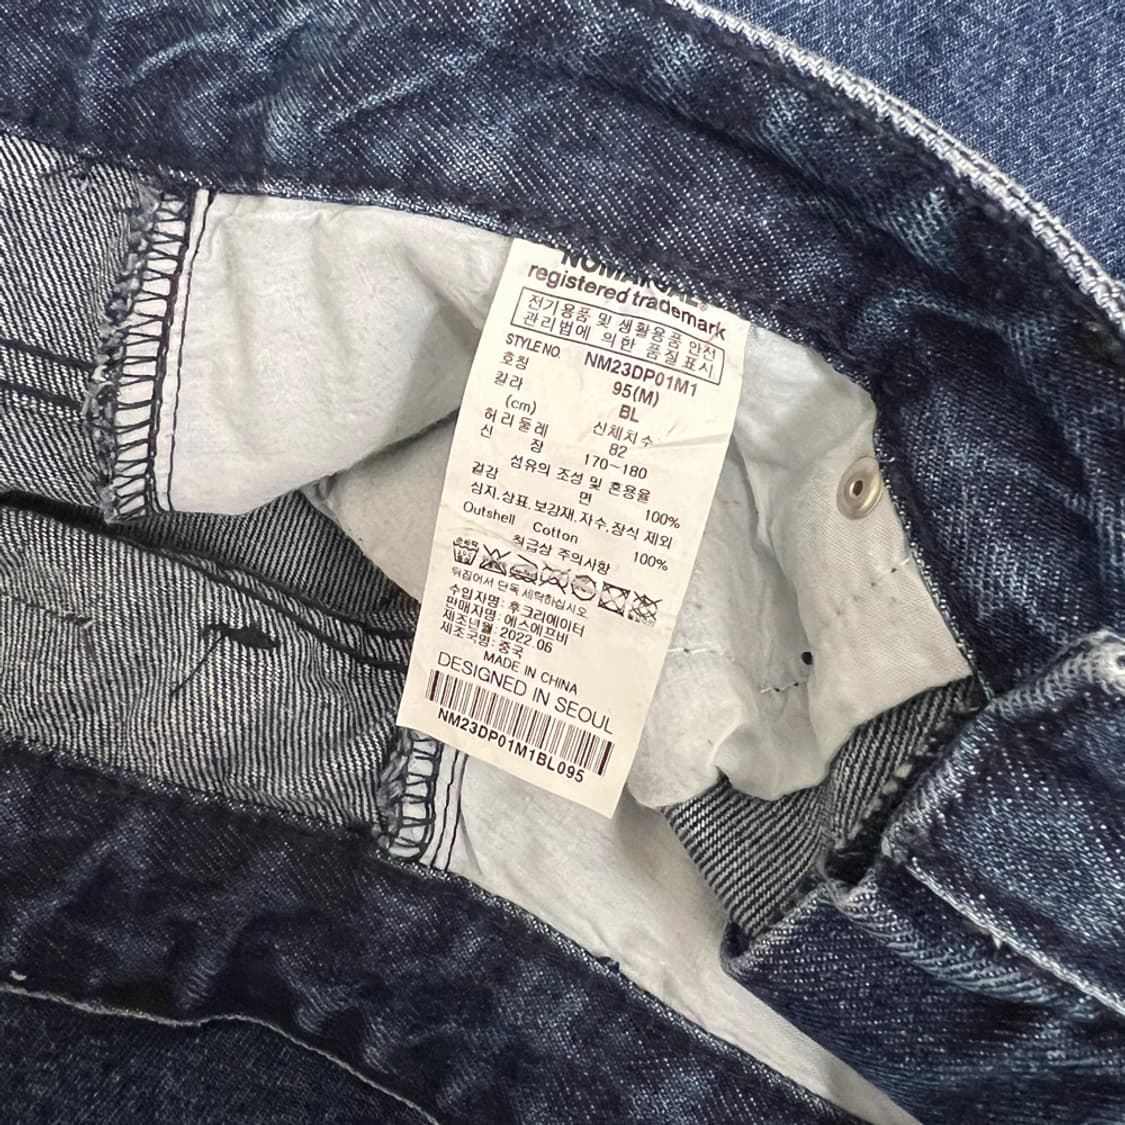 registered trademark
전기용품 및 생활용품 안전
관리법에 의한 품질표시
STYLE NO. NM23DP01M1
호칭 95(M)
칼라 BL
(cm) 신체치수
허리둘레 82
신 장 170~180
섬유의 조성 및 혼용율
겉감 면 100%
심지.상표.보강재.자수.장식 제외
Outshell Cotton 100%
취급상 주의사항
뒤집어서 단독세탁하십시오
수입자명: 후크리에이터
판매자명: 에스에프비
제조년월: 2022.06
제조국명: 중국
MADE IN CHINA
DESIGNED IN SEOUL
NM23DP01M1BL095